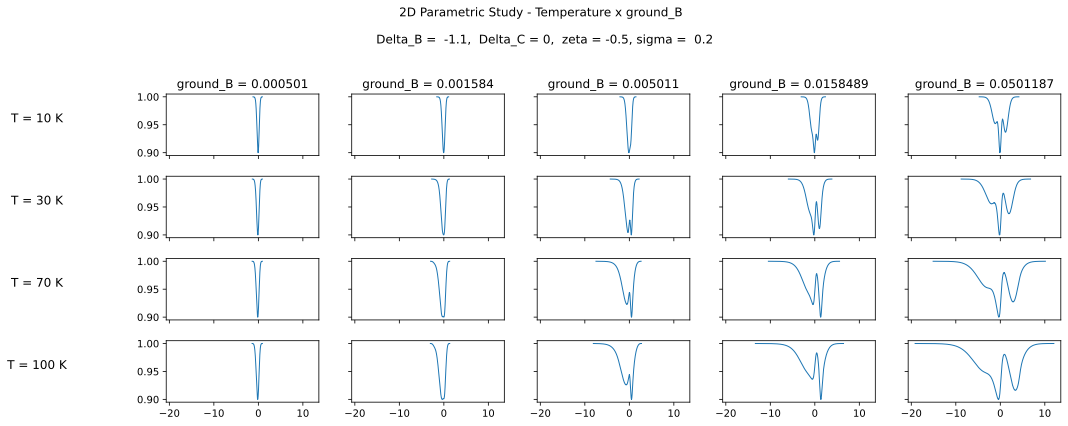 2D Parametric Study - Temperature x ground_B
Delta_B =  -1.1,  Delta_C = 0,  zeta = -0.5, sigma =  0.2
ground_B = 0.000501 ground_B = 0.001584 ground_B = 0.005011 ground_B = 0.0158489 ground_B = 0.0501187
1.00
T = 10 K
0.95
0.90
1.00
T = 30 K
0.95
0.90
1.00
T = 70 K
0.95
0.90
1.00
T = 100 K
0.95
0.90
−20 −10 0 10 −20 −10 0 10 −20 −10 0 10 −20 −10 0 10 −20 −10 0 10